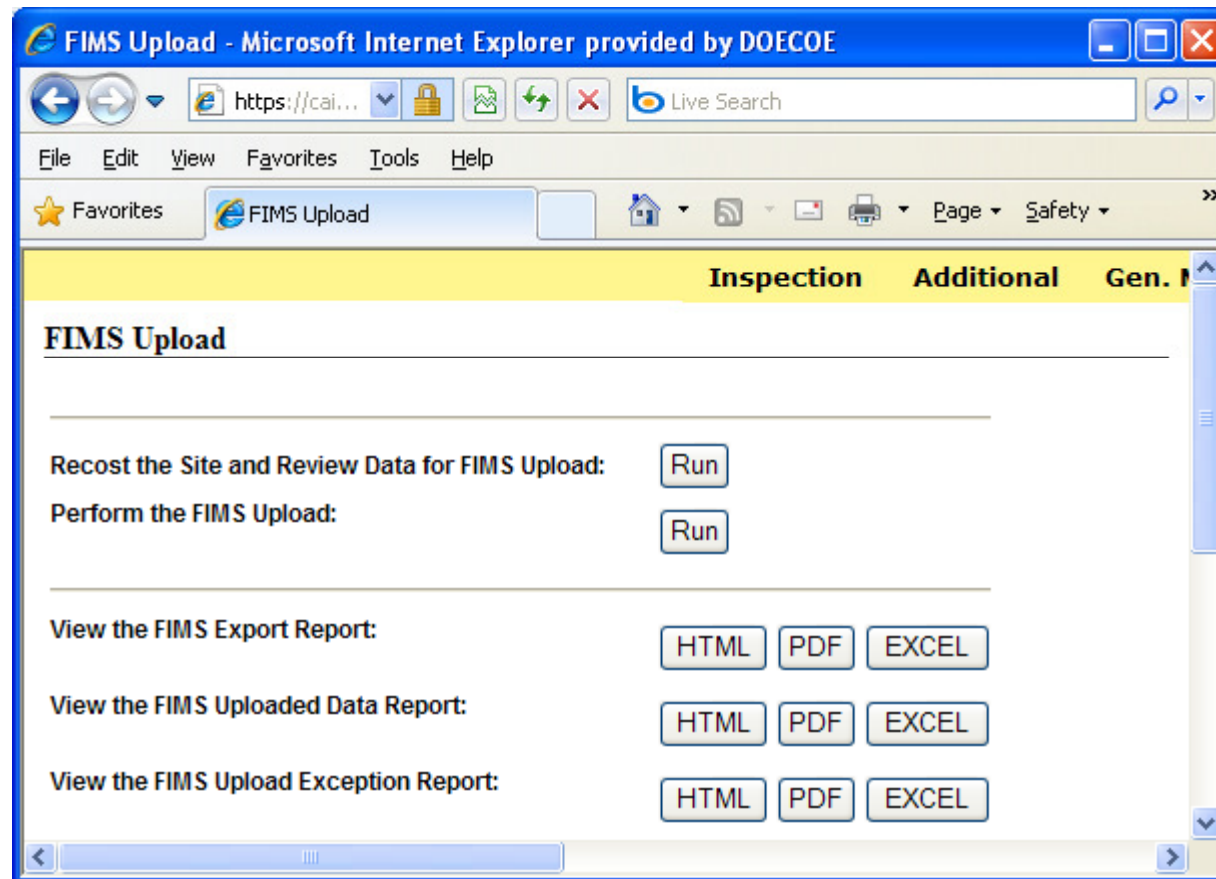 FIMS Upload - Microsoft Internet Explorer provided by DOECOE
https://cai... Live Search
File Edit View Favorites Tools Help
Favorites FIMS Upload Page Safety »
Inspection Additional Gen.
FIMS Upload
Recost the Site and Review Data for FIMS Upload: Run
Perform the FIMS Upload: Run
View the FIMS Export Report: HTML PDF EXCEL
View the FIMS Uploaded Data Report: HTML PDF EXCEL
View the FIMS Upload Exception Report: HTML PDF EXCEL